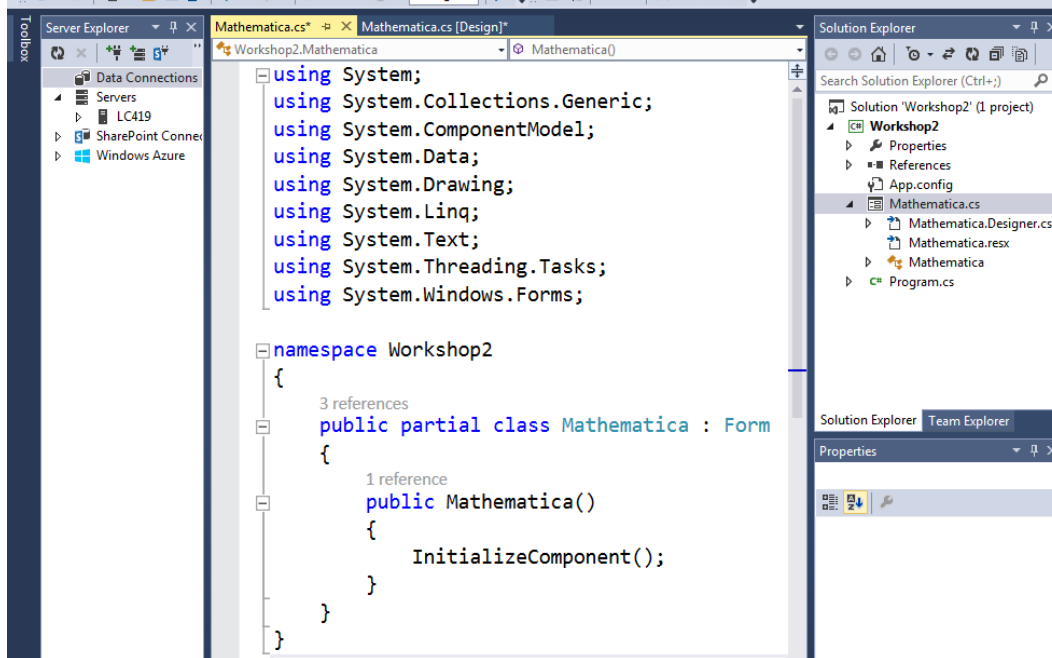 Toolbox
Server Explorer
Data Connections
Servers
LC419
SharePoint Connec
Windows Azure
Mathematica.cs*
Mathematica.cs [Design]*
Workshop2.Mathematica
Mathematica()
using System;
using System.Collections.Generic;
using System.ComponentModel;
using System.Data;
using System.Drawing;
using System.Linq;
using System.Text;
using System.Threading.Tasks;
using System.Windows.Forms;
namespace Workshop2
{
3 references
public partial class Mathematica : Form
{
1 reference
public Mathematica()
{
InitializeComponent();
}
}
}
Solution Explorer
Search Solution Explorer (Ctrl+;)
Solution 'Workshop2' (1 project)
C# Workshop2
Properties
References
App.config
Mathematica.cs
Mathematica.Designer.cs
Mathematica.resx
Mathematica
C# Program.cs
Solution Explorer Team Explorer
Properties